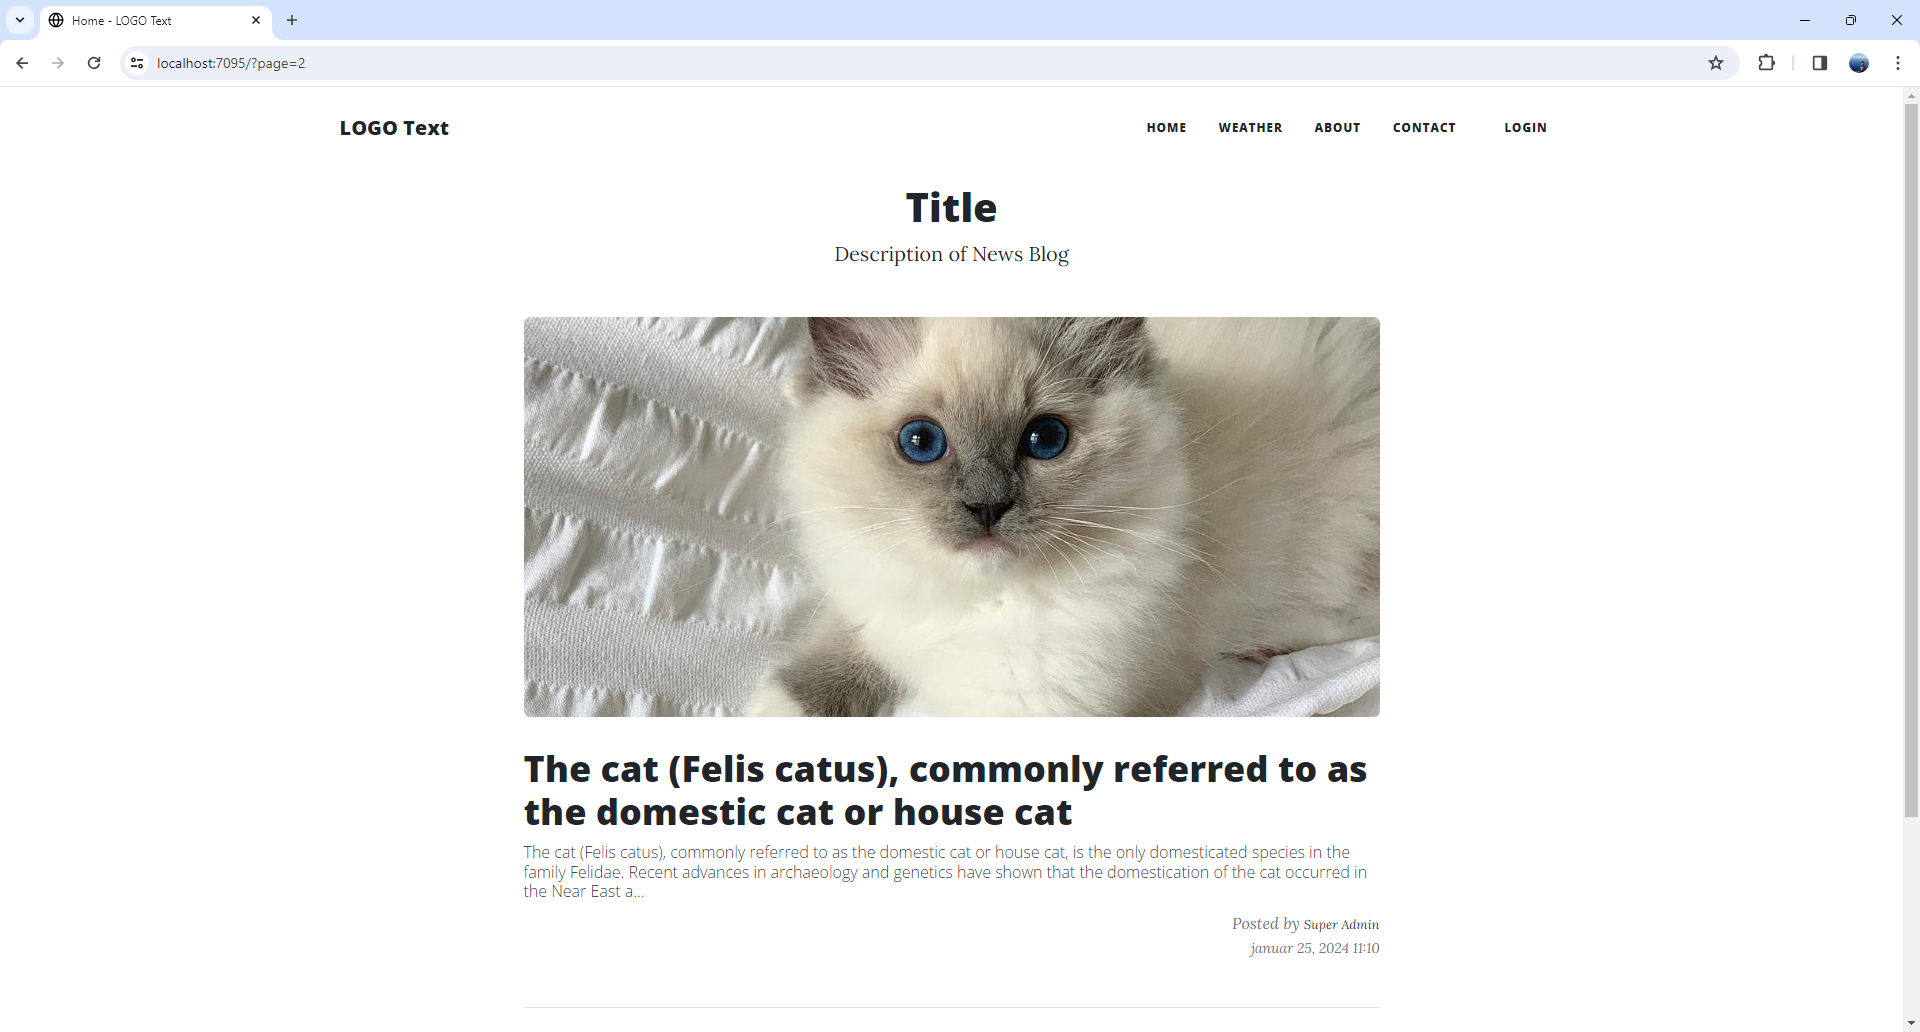 Home - LOGO Text
localhost:7095/?page=2
LOGO Text
HOME WEATHER ABOUT CONTACT LOGIN
Title
Description of News Blog
The cat (Felis catus), commonly referred to as
the domestic cat or house cat
The cat (Felis catus), commonly referred to as the domestic cat or house cat, is the only domesticated species in the
family Felidae. Recent advances in archaeology and genetics have shown that the domestication of the cat occurred in
the Near East a...
Posted by Super Admin
januar 25, 2024 11:10